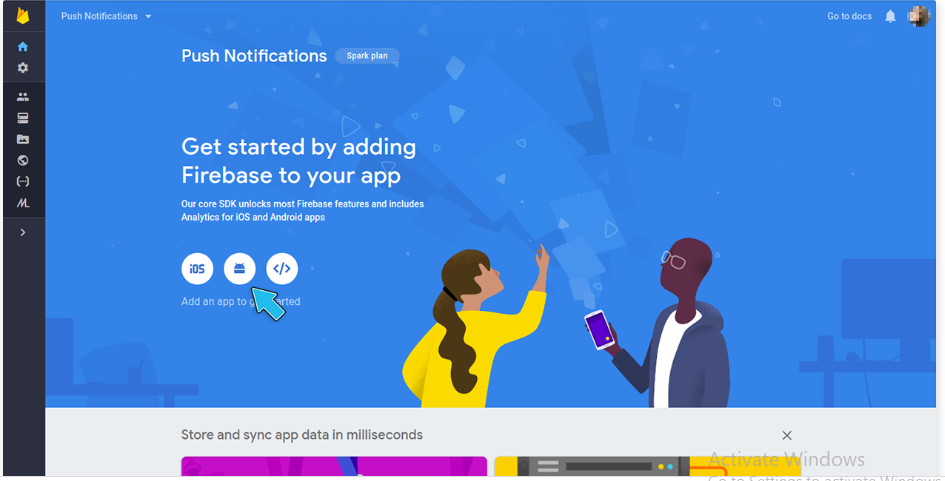 Push Notifications
Go to docs
Push Notifications
Spark plan
Get started by adding
Firebase to your app
Our core SDK unlocks most Firebase features and includes
Analytics for iOS and Android apps
iOS
</>
Add an app to get started
Store and sync app data in milliseconds
Activate Windows
Go to Settings to activate Windows